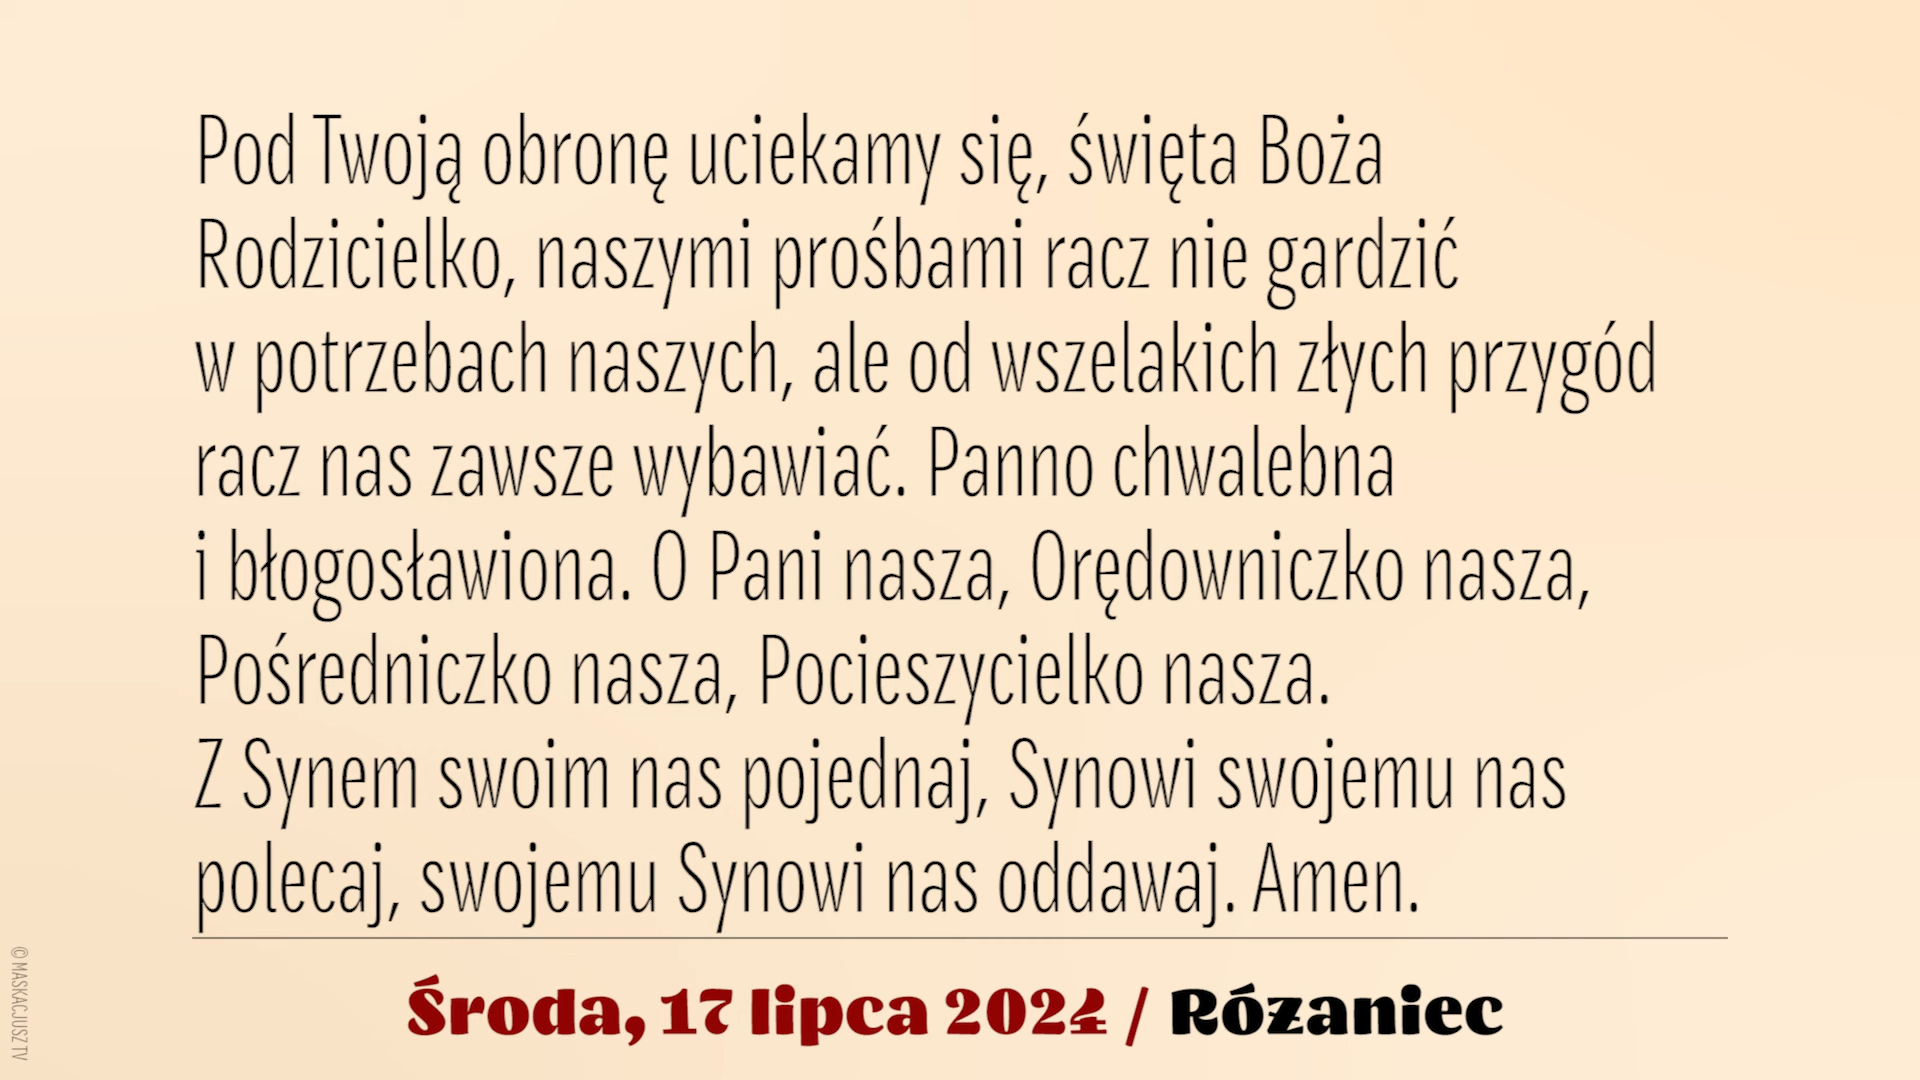 Pod Twoją obronę uciekamy się, święta Boża
Rodzicielko, naszymi prośbami racz nie gardzić
w potrzebach naszych, ale od wszelakich złych przygód
racz nas zawsze wybawiać. Panno chwalebna
i błogosławiona. O Pani nasza, Orędowniczko nasza,
Pośredniczko nasza, Pocieszycielko nasza.
Z Synem swoim nas pojednaj, Synowi swojemu nas
polecaj, swojemu Synowi nas oddawaj. Amen.
Środa, 17 lipca 2024 / Różaniec
© MASKACJUSZ TV